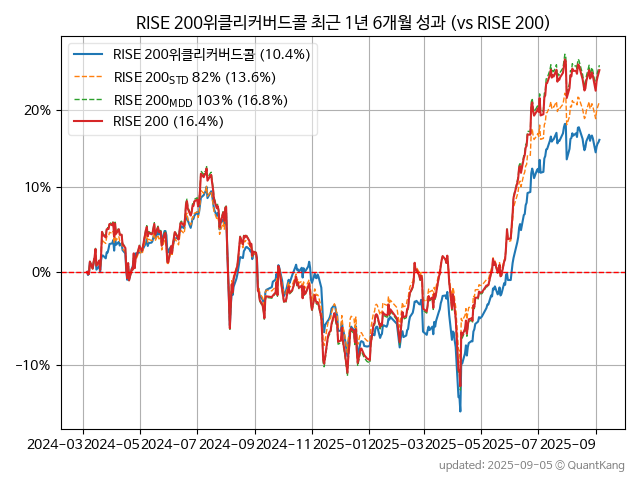 RISE 200위클리커버드콜 최근 1년 6개월 성과 (vs RISE 200)
RISE 200위클리커버드콜 (10.4%)
RISE 200STD 82% (13.6%)
RISE 200MDD 103% (16.8%)
RISE 200 (16.4%)
20%
10%
0%
−10%
2024-03 2024-05 2024-07 2024-09 2024-11 2025-01 2025-03 2025-05 2025-07 2025-09
updated: 2025-09-05 © QuantKang